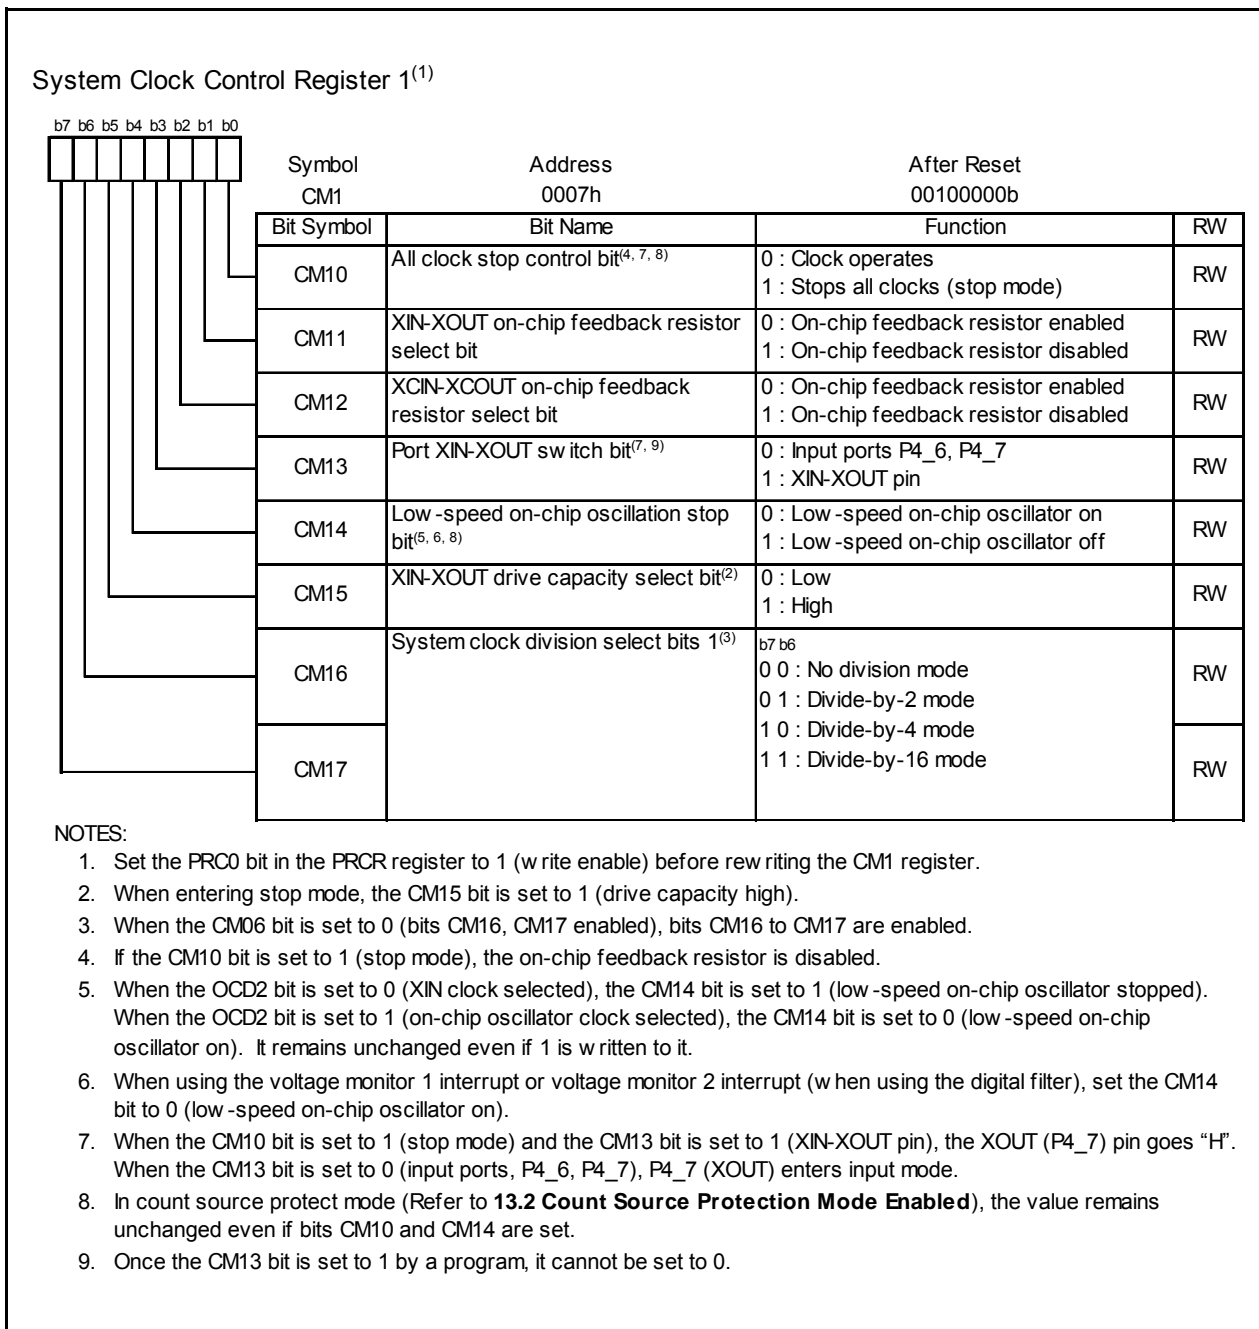 System Clock Control Register 1(1)
b7 b6 b5 b4 b3 b2 b1 b0
Symbol Address After Reset
CM1 0007h 00100000b
Bit Symbol Bit Name Function RW
CM10 All clock stop control bit(4, 7, 8) 0 : Clock operates RW
1 : Stops all clocks (stop mode)
CM11 XIN-XOUT on-chip feedback resistor 0 : On-chip feedback resistor enabled RW
select bit 1 : On-chip feedback resistor disabled
CM12 XCIN-XCOUT on-chip feedback 0 : On-chip feedback resistor enabled RW
resistor select bit 1 : On-chip feedback resistor disabled
CM13 Port XIN-XOUT switch bit(7, 9) 0 : Input ports P4_6, P4_7 RW
1 : XIN-XOUT pin
CM14 Low-speed on-chip oscillation stop 0 : Low-speed on-chip oscillator on RW
bit(5, 6, 8) 1 : Low-speed on-chip oscillator off
CM15 XIN-XOUT drive capacity select bit(2) 0 : Low RW
1 : High
CM16 System clock division select bits 1(3) b7 b6 RW
0 0 : No division mode
0 1 : Divide-by-2 mode
1 0 : Divide-by-4 mode
CM17 1 1 : Divide-by-16 mode RW
NOTES:
1. Set the PRC0 bit in the PRCR register to 1 (write enable) before rewriting the CM1 register.
2. When entering stop mode, the CM15 bit is set to 1 (drive capacity high).
3. When the CM06 bit is set to 0 (bits CM16, CM17 enabled), bits CM16 to CM17 are enabled.
4. If the CM10 bit is set to 1 (stop mode), the on-chip feedback resistor is disabled.
5. When the OCD2 bit is set to 0 (XIN clock selected), the CM14 bit is set to 1 (low-speed on-chip oscillator stopped).
When the OCD2 bit is set to 1 (on-chip oscillator clock selected), the CM14 bit is set to 0 (low-speed on-chip
oscillator on). It remains unchanged even if 1 is written to it.
6. When using the voltage monitor 1 interrupt or voltage monitor 2 interrupt (when using the digital filter), set the CM14
bit to 0 (low-speed on-chip oscillator on).
7. When the CM10 bit is set to 1 (stop mode) and the CM13 bit is set to 1 (XIN-XOUT pin), the XOUT (P4_7) pin goes “H”.
When the CM13 bit is set to 0 (input ports, P4_6, P4_7), P4_7 (XOUT) enters input mode.
8. In count source protect mode (Refer to 13.2 Count Source Protection Mode Enabled), the value remains
unchanged even if bits CM10 and CM14 are set.
9. Once the CM13 bit is set to 1 by a program, it cannot be set to 0.